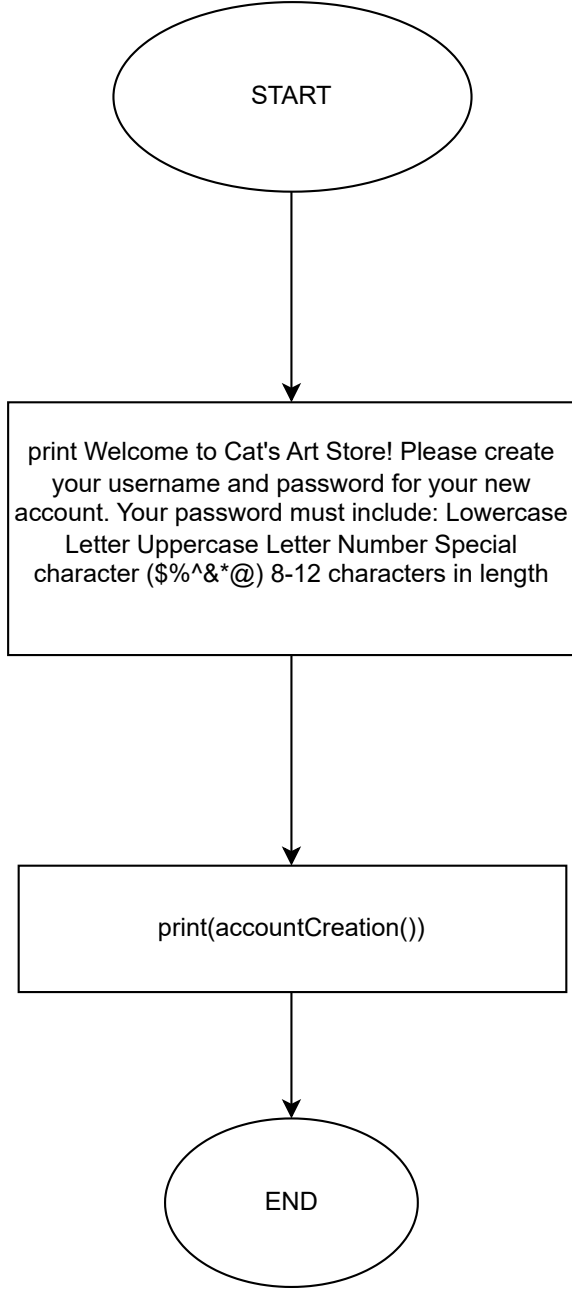 START
print Welcome to Cat's Art Store! Please create
your username and password for your new
account. Your password must include: Lowercase
Letter Uppercase Letter Number Special
character ($%^&*@) 8-12 characters in length
print(accountCreation())
END